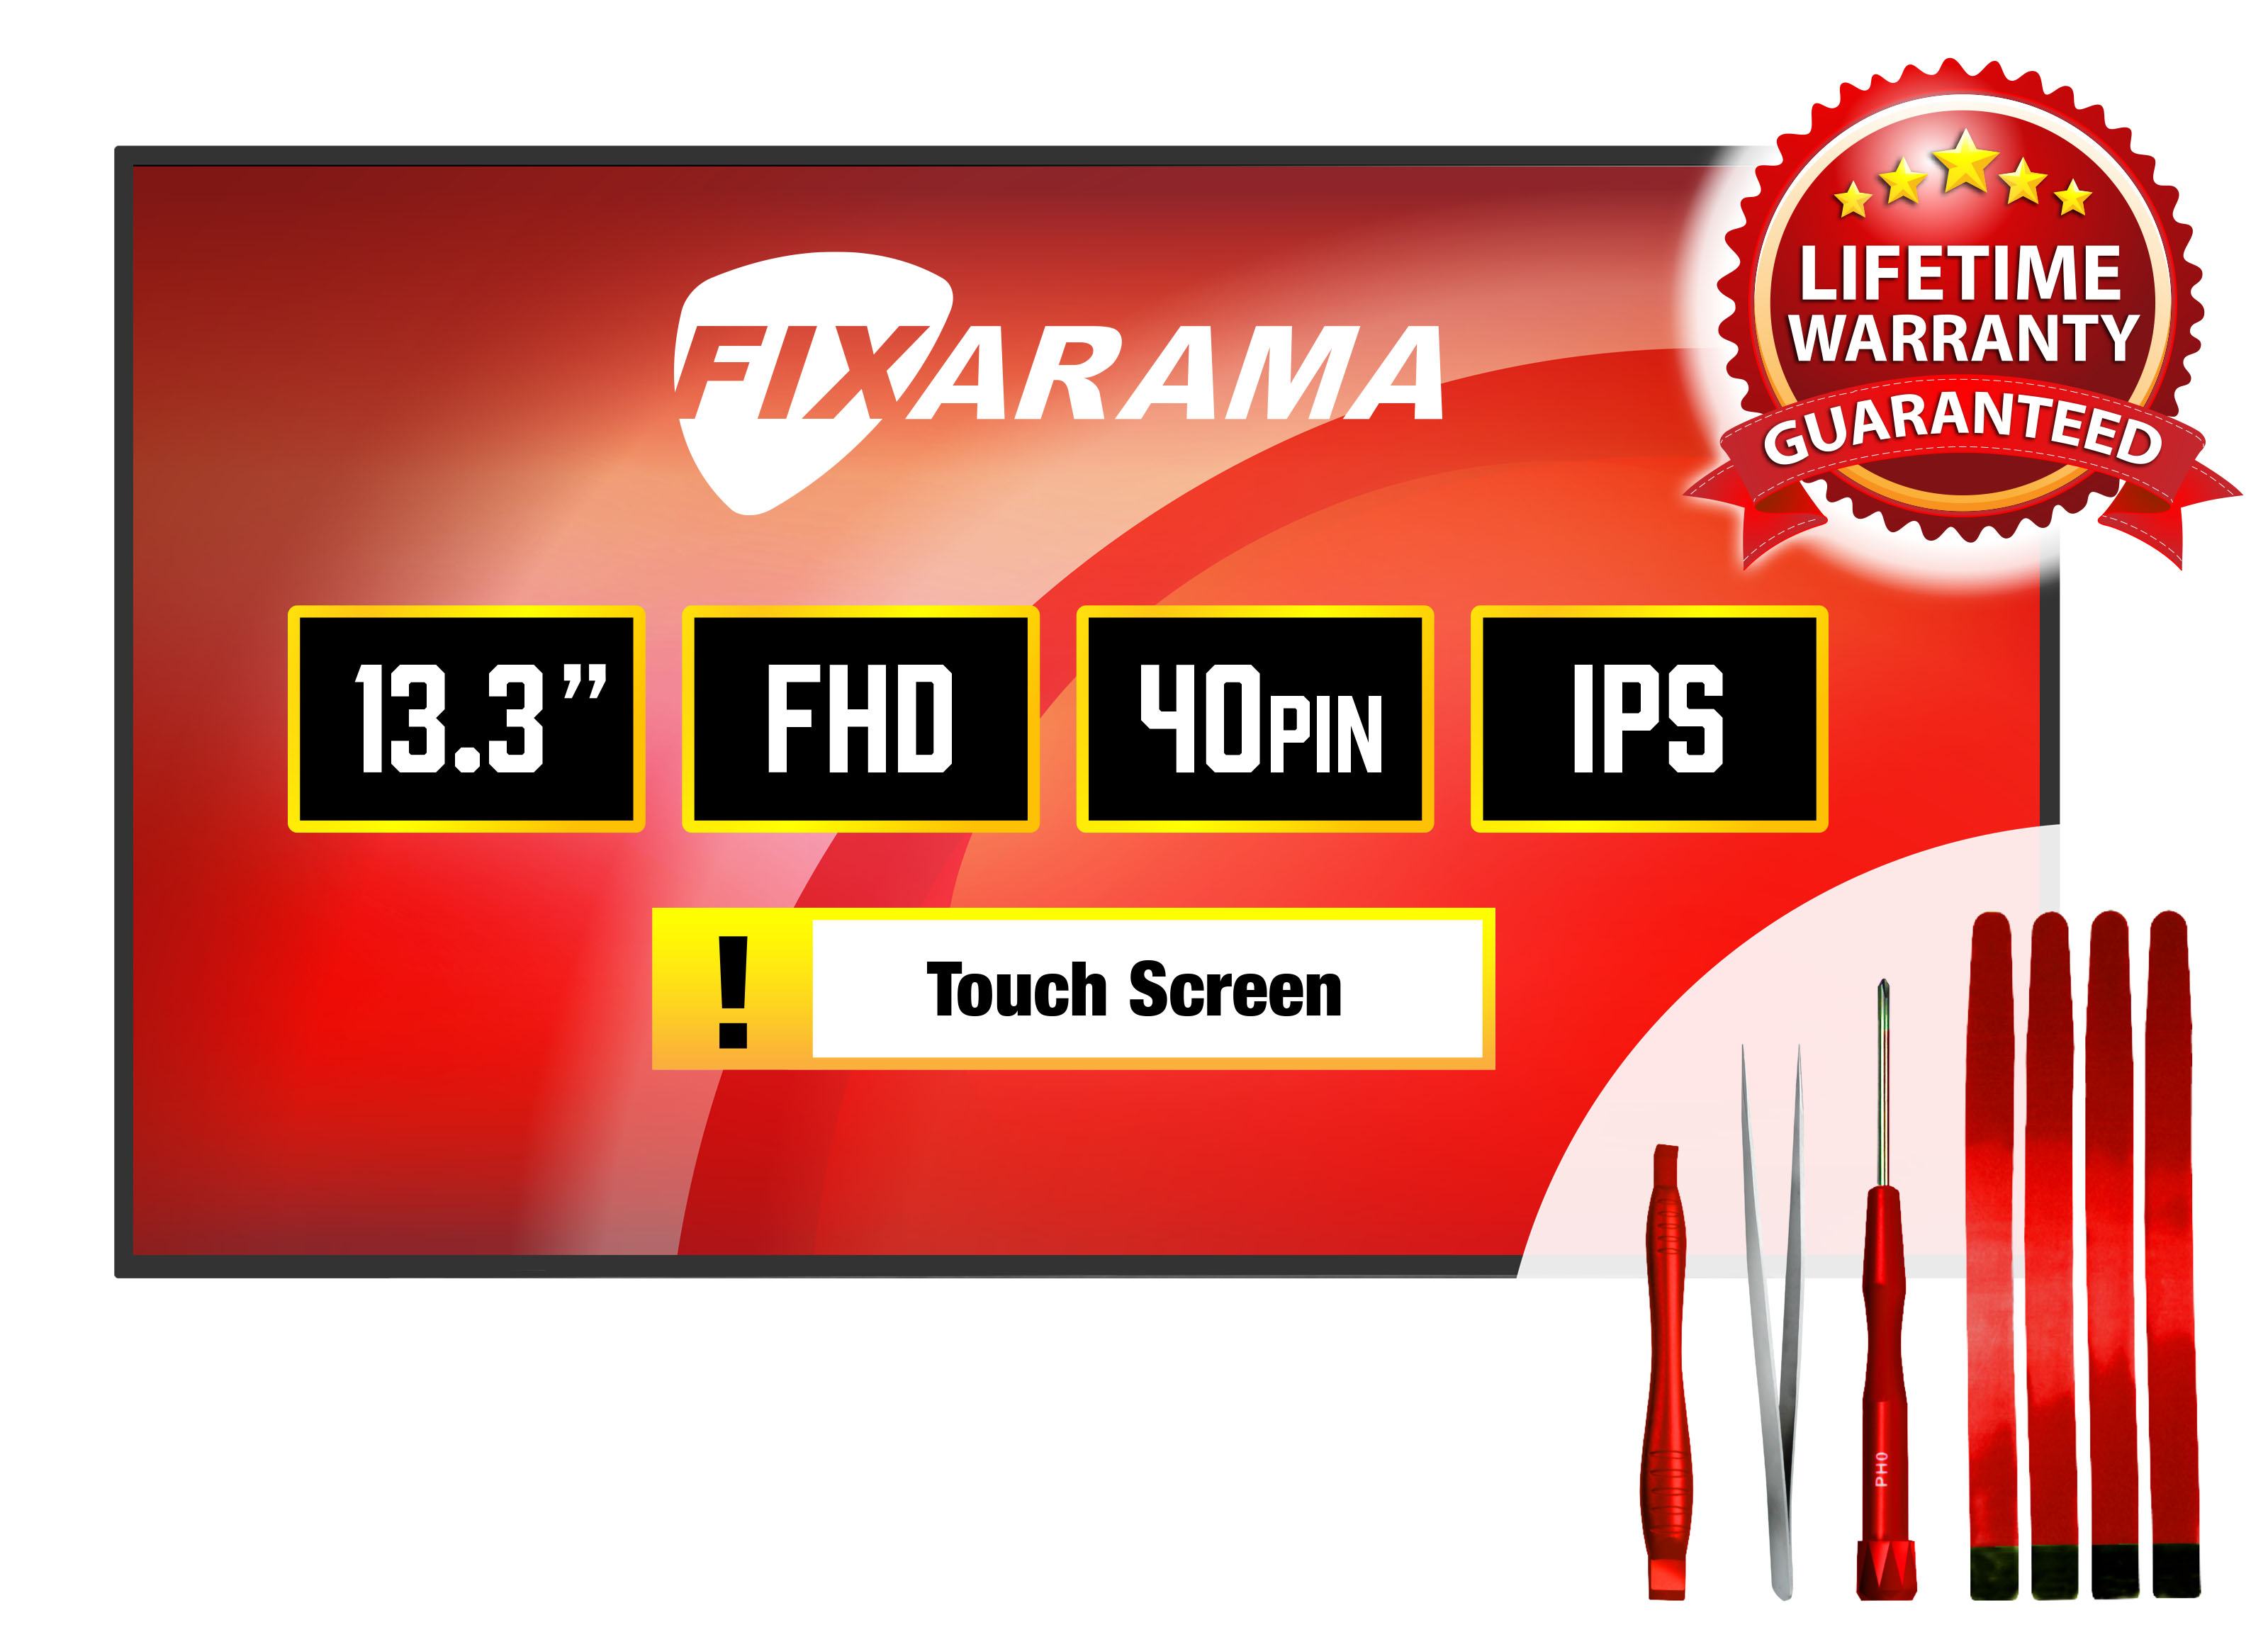 FIXARAMA
LIFETIME
WARRANTY
GUARANTEED
13.3”
FHD
40PIN
IPS
! Touch Screen
PH0